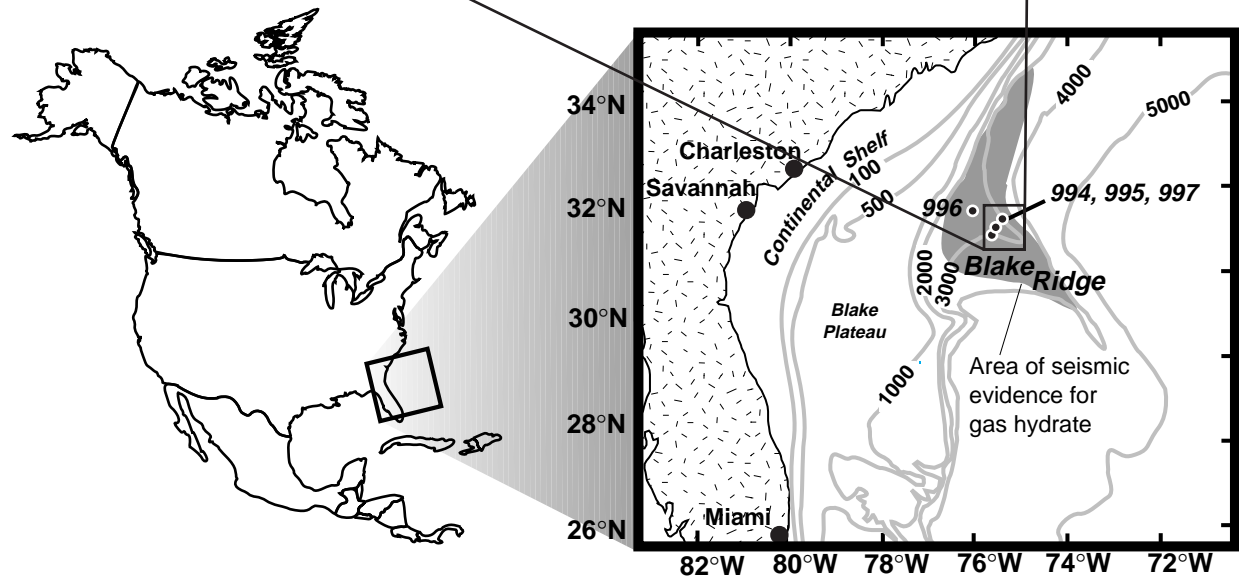 34°N
32°N
30°N
28°N
26°N
82°W 80°W 78°W 76°W 74°W 72°W
Charleston
Savannah
Miami
Continental Shelf
100
500
Blake
Plateau
1000
2000
3000
4000
5000
996
994, 995, 997
Blake Ridge
Area of seismic
evidence for
gas hydrate